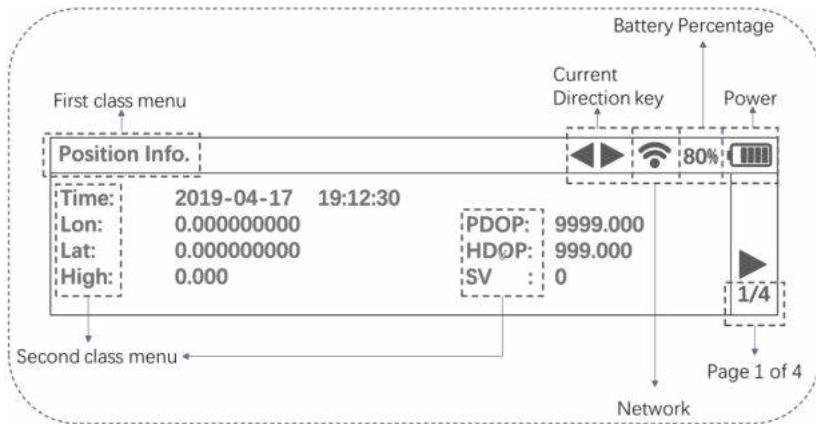 Battery Percentage
Current
Direction key
First class menu
Power
Position Info.
80%
Time: 2019-04-17 19:12:30
Lon: 0.000000000
PDOP: 9999.000
Lat: 0.000000000
HDOP: 999.000
High: 0.000
SV : 0
1/4
Second class menu
Page 1 of 4
Network